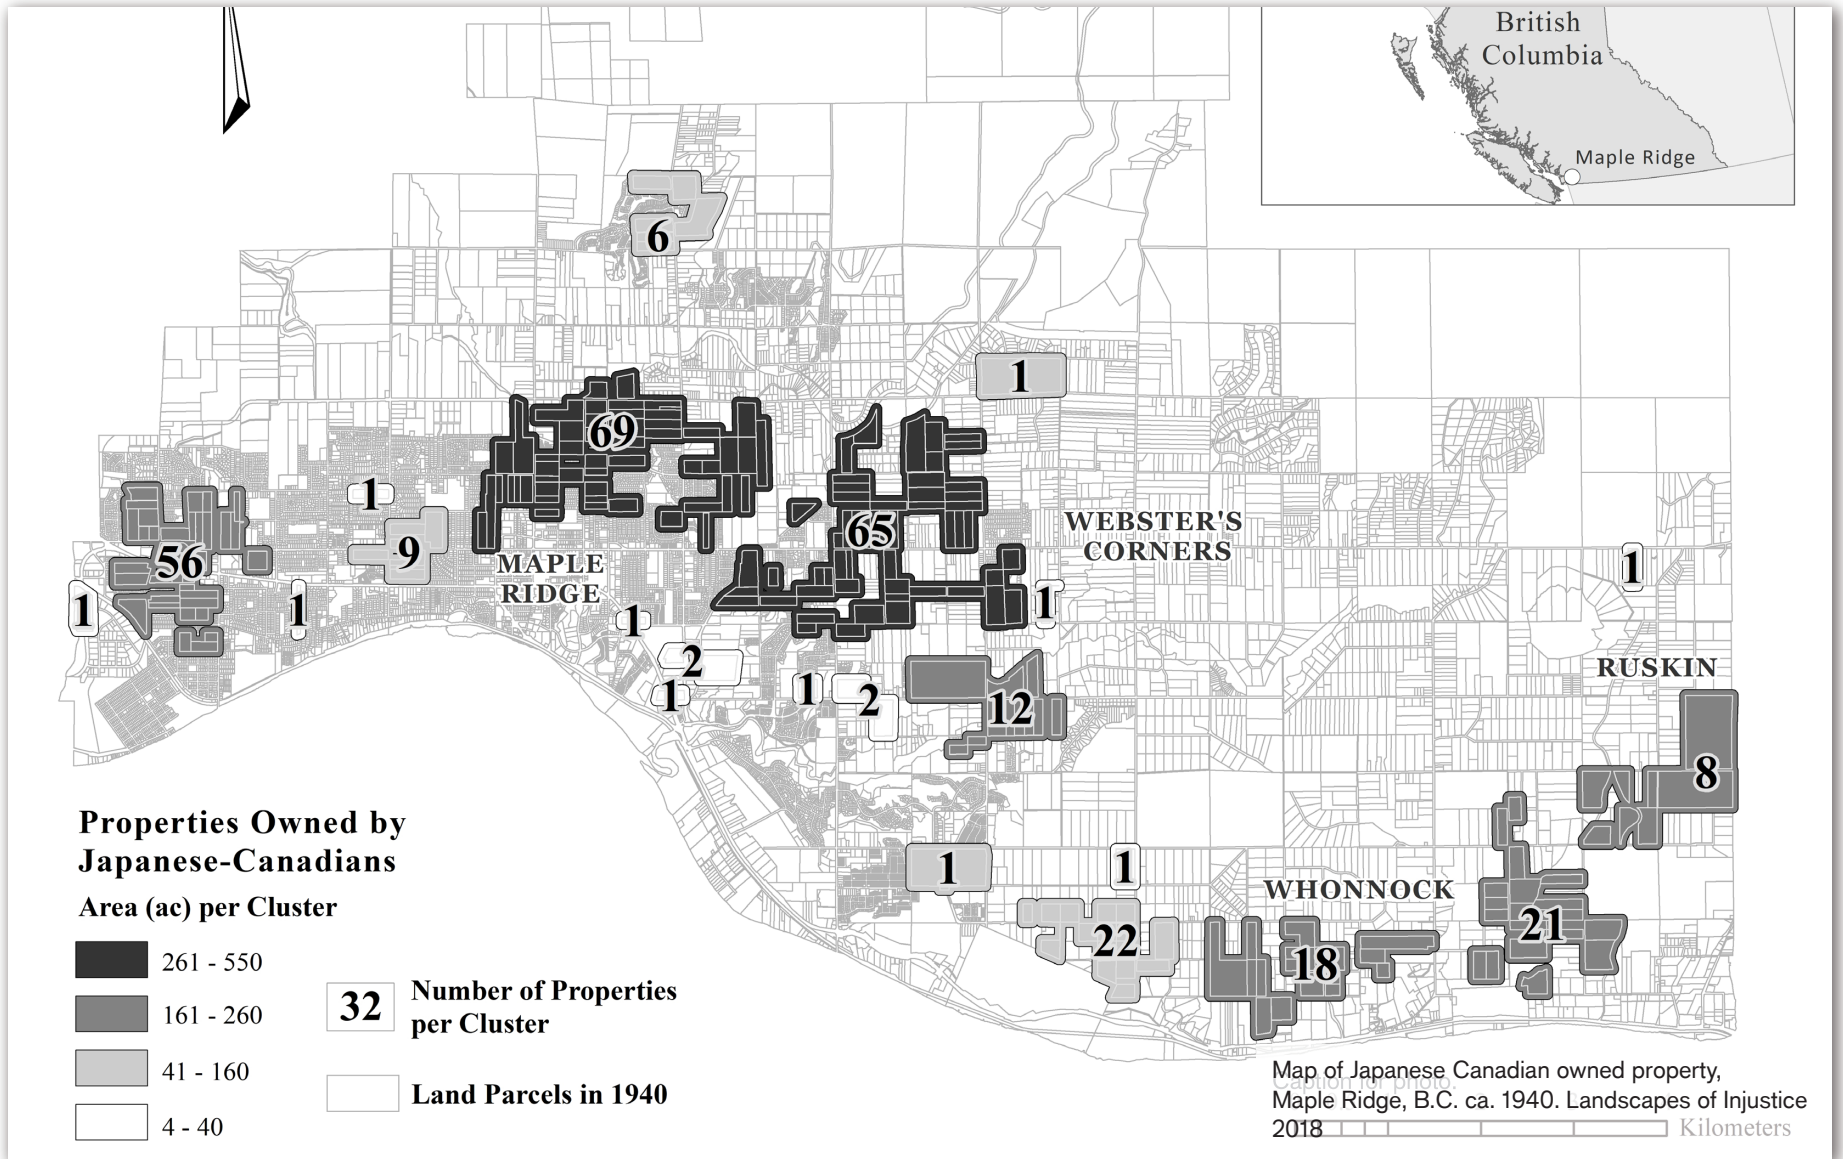 British
Columbia
Maple Ridge
6
1
69
1
65
9
56
WEBSTER'S
CORNERS
MAPLE
RIDGE
1
1
1
1
1
2
1
1
2
12
RUSKIN
8
1
1
WHONNOCK
22
18
21
Properties Owned by
Japanese-Canadians
Area (ac) per Cluster
261 - 550
161 - 260
41 - 160
4 - 40
32
Number of Properties
per Cluster
Land Parcels in 1940
Caption for photo.
Map of Japanese Canadian owned property,
Maple Ridge, B.C. ca. 1940. Landscapes of Injustice
2018
Kilometers